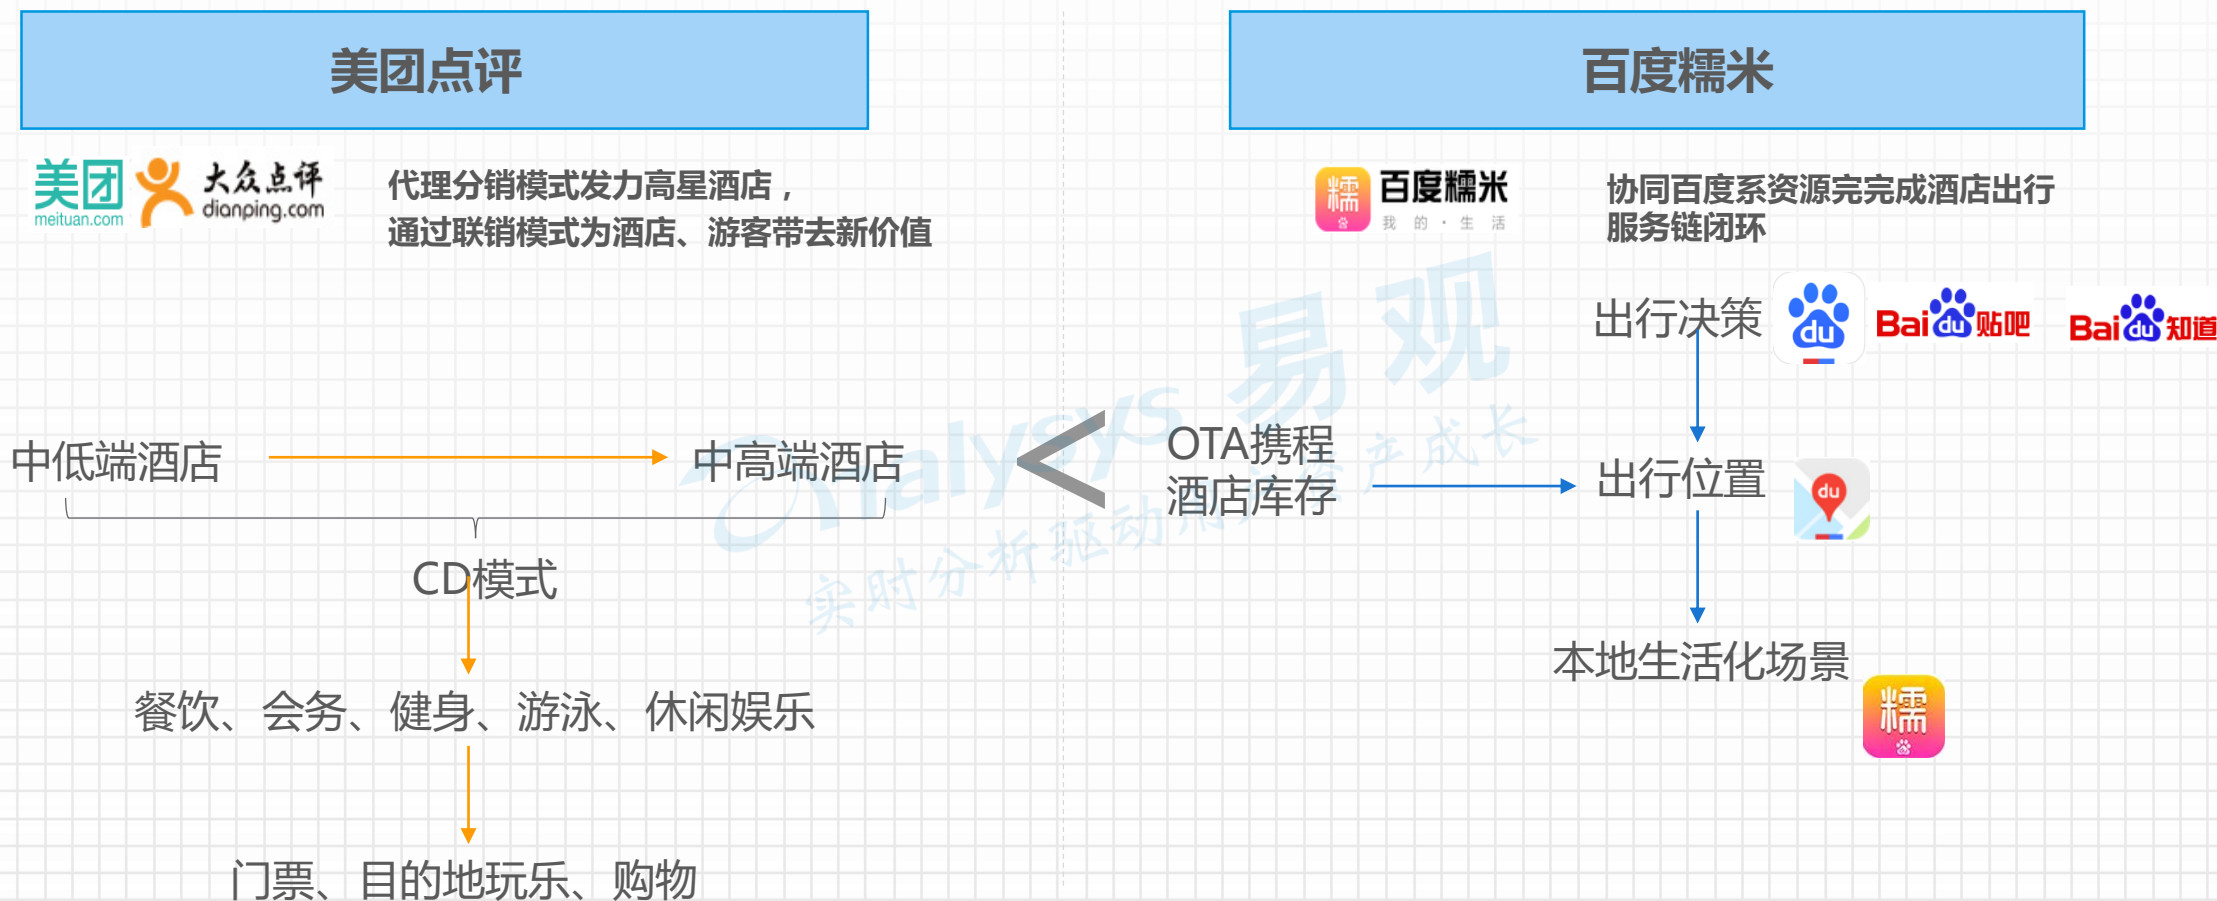 美团点评
百度糯米
美团
meituan.com
大众点评
dianping.com
代理分销模式发力高星酒店，
通过联销模式为酒店、游客带去新价值
糯
百度糯米
我的·生活
协同百度系资源完完成酒店出行
服务链闭环
出行决策
du
Bai du 贴吧
Bai du 知道
中低端酒店
中高端酒店
<
OTA携程
酒店库存
出行位置
du
CD模式
本地生活化场景
糯
餐饮、会务、健身、游泳、休闲娱乐
门票、目的地玩乐、购物
analysys 易观
实时分析驱动用户资产成长